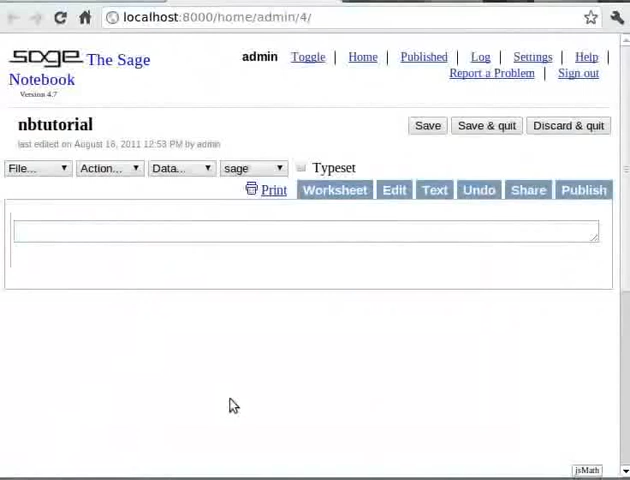 localhost:8000/home/admin/4/
sage The Sage Notebook
Version 4.7
admin Toggle Home Published Log Settings Help
Report a Problem Sign out
nbtutorial
last edited on August 18, 2011 12:53 PM by admin
Save Save & quit Discard & quit
File... Action... Data... sage Typeset
Print Worksheet Edit Text Undo Share Publish
jsMath